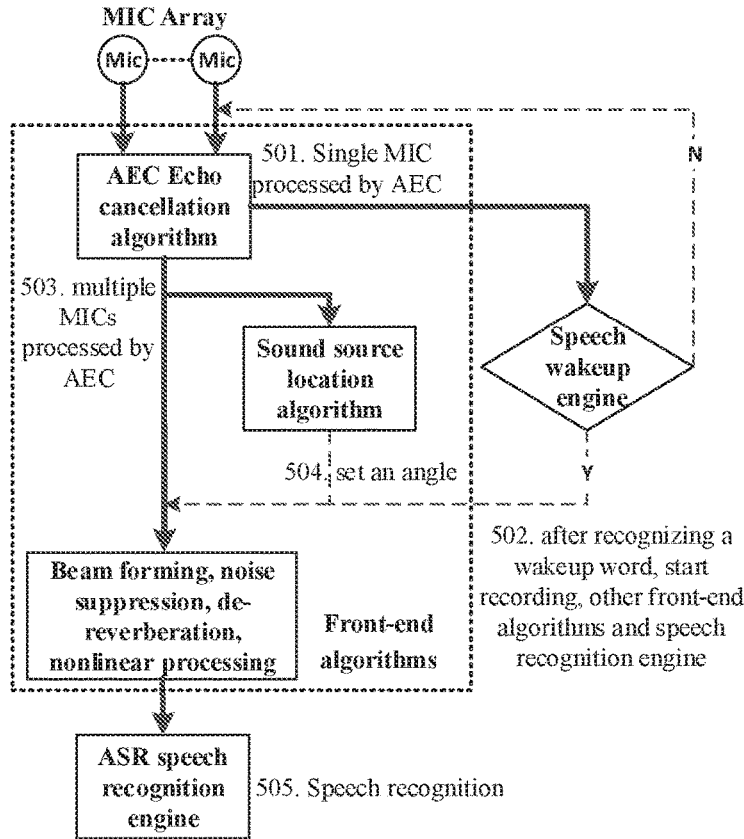 MIC Array
Mic
Mic
501. Single MIC
processed by AEC
N
AEC Echo
cancellation
algorithm
503. multiple
MICs
processed by
AEC
Sound source
location
algorithm
Speech
wakeup
engine
504. set an angle
Y
502. after recognizing a
wakeup word, start
recording, other front-end
algorithms and speech
recognition engine
Beam forming, noise
suppression, de-
reverberation,
nonlinear processing
Front-end
algorithms
ASR speech
recognition
engine
505. Speech recognition